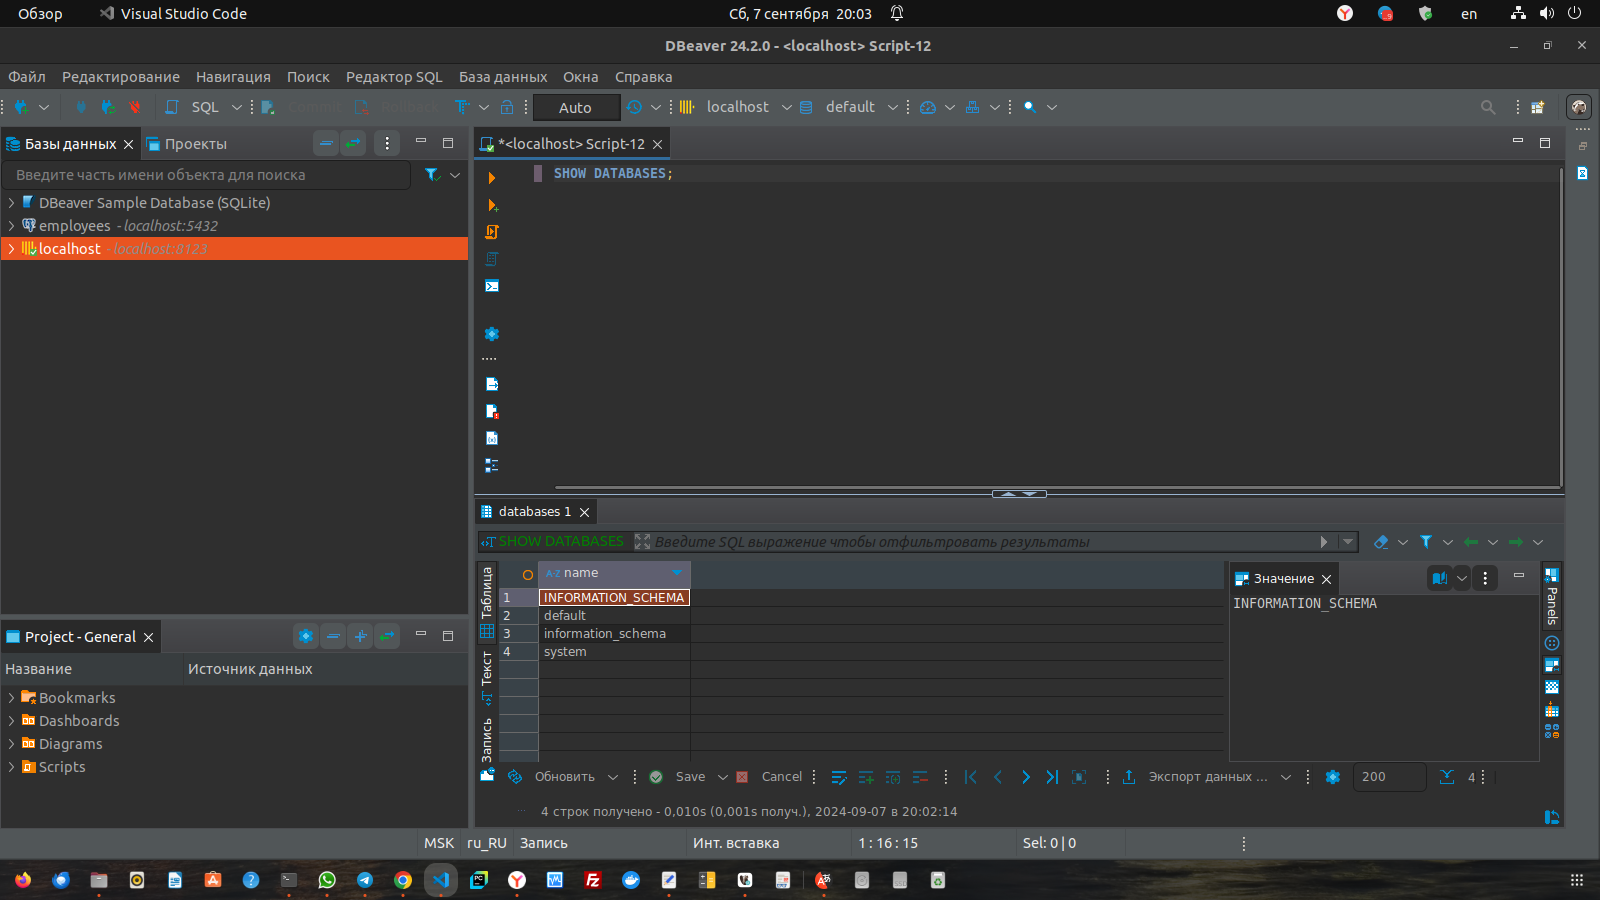 Обзор
Visual Studio Code
Сб, 7 сентября 20:03
en
DBeaver 24.2.0 - <localhost> Script-12
Файл Редактирование Навигация Поиск Редактор SQL База данных Окна Справка
SQL Commit Rollback Auto localhost default
Базы данных
Проекты
Введите часть имени объекта для поиска
DBeaver Sample Database (SQLite)
employees - localhost:5432
localhost - localhost:8123
*<localhost> Script-12
SHOW DATABASES;
Project - General
Название Источник данных
Bookmarks
Dashboards
Diagrams
Scripts
databases 1
SHOW DATABASES Введите SQL выражение чтобы отфильтровать результаты
Таблица
Текст
Запись
A-Z name
1 INFORMATION_SCHEMA
2 default
3 information_schema
4 system
Значение
INFORMATION_SCHEMA
Panels
Обновить Save Cancel Экспорт данных ... 200 4
4 строк получено - 0,010s (0,001s получ.), 2024-09-07 в 20:02:14
MSK ru_RU Запись Инт. вставка 1 : 16 : 15 Sel: 0 | 0